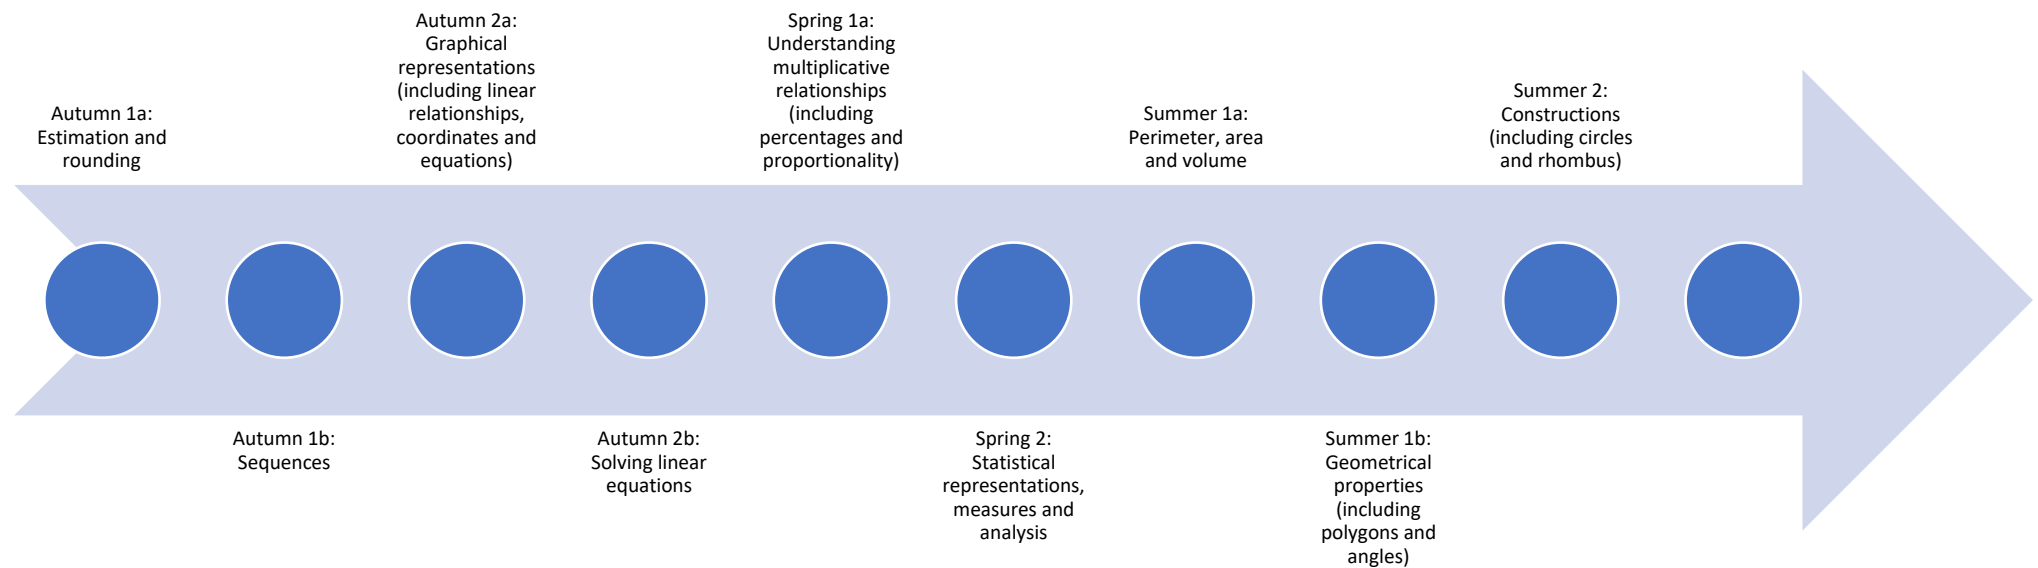 Autumn 1a:
Estimation and
rounding
Autumn 1b:
Sequences
Autumn 2a:
Graphical
representations
(including linear
relationships,
coordinates and
equations)
Autumn 2b:
Solving linear
equations
Spring 1a:
Understanding
multiplicative
relationships
(including
percentages and
proportionality)
Spring 2:
Statistical
representations,
measures and
analysis
Summer 1a:
Perimeter, area
and volume
Summer 1b:
Geometrical
properties
(including
polygons and
angles)
Summer 2:
Constructions
(including circles
and rhombus)